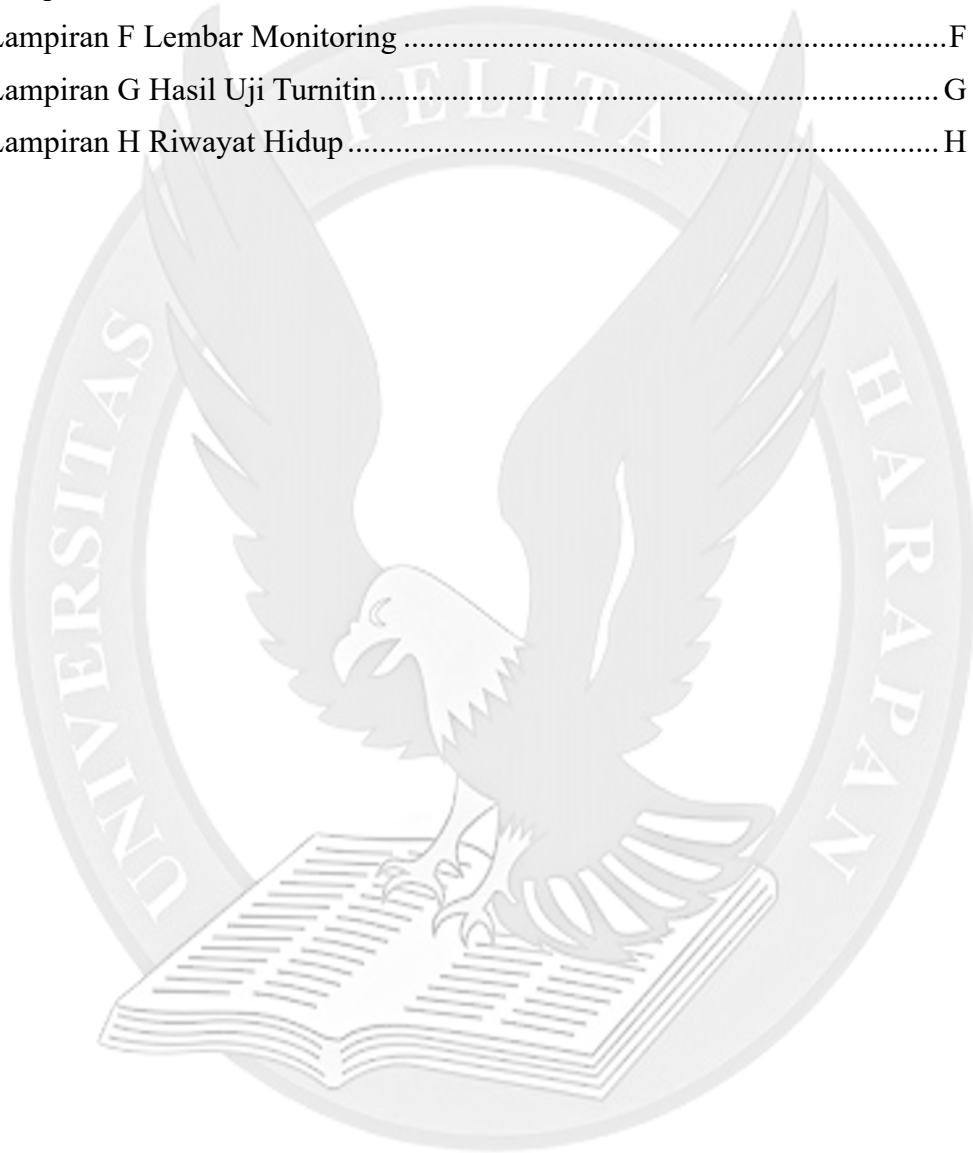 Lampiran F Lembar Monitoring ........................................................................F
Lampiran G Hasil Uji Turnitin.......................................................................... G
Lampiran H Riwayat Hidup.............................................................................. H
UNIVERSITAS PELITA HARAPAN